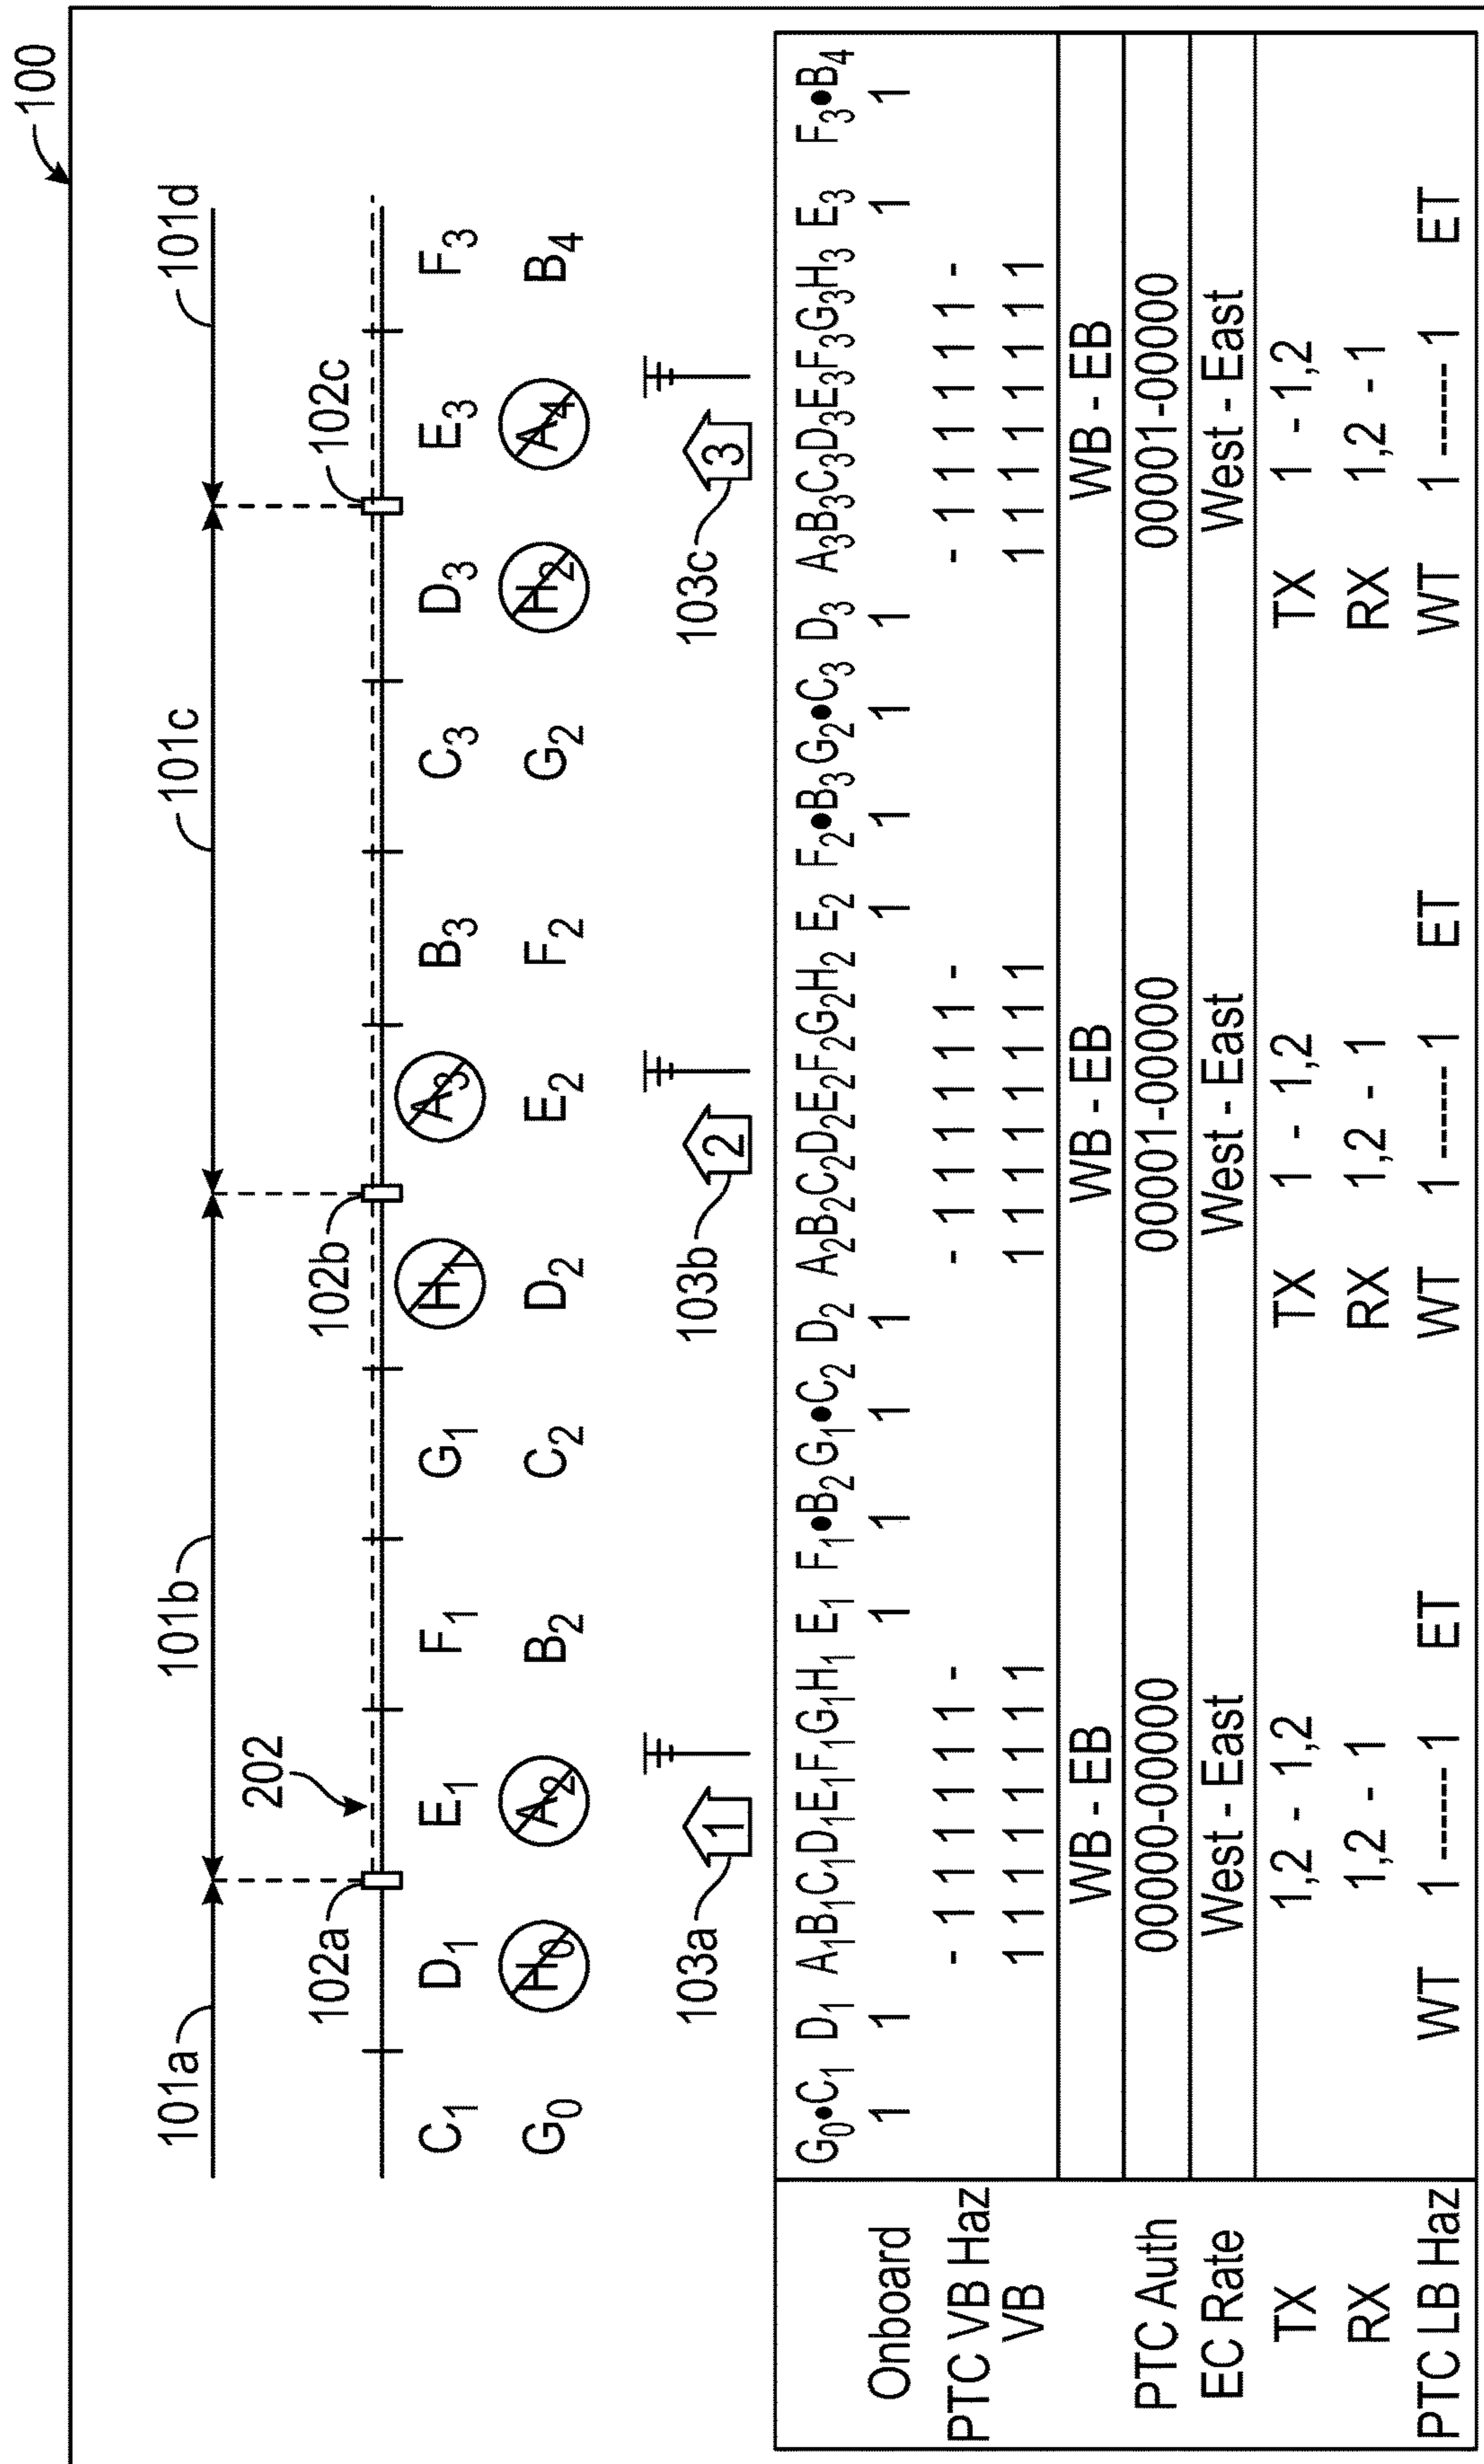 100
101a 101b 101c 101d
202
102a 102b 102c
C₁ D₁ E₁ F₁ G₁ H₁ A₃ B₃ C₃ D₃ E₃ F₃
G₀ H₀ A₂ B₂ C₂ D₂ E₂ F₂ G₂ H₂ A₄ B₄
103a 1 103b 2 103c 3
G₀•C₁ D₁ A₁B₁C₁D₁E₁F₁G₁H₁ E₁ F₁•B₂ G₁•C₂ D₂ A₂B₂C₂D₂E₂F₂G₂H₂ E₂ F₂•B₃ G₂•C₃ D₃ A₃B₃C₃D₃E₃F₃G₃H₃ E₃ F₃•B₄
Onboard 1 1 1 1 1 1 1 1 1 1 1 1
PTC VB Haz - 1 1 1 1 1 1 - - 1 1 1 1 1 1 - - 1 1 1 1 1 1 -
VB 1 1 1 1 1 1 1 1 1 1 1 1 1 1 1 1 1 1 1 1 1 1 1 1
WB - EB WB - EB WB - EB
PTC Auth 00000-00000 00001-00000 00001-00000
EC Rate West - East West - East West - East
TX 1,2 - 1,2 TX 1 - 1,2 TX 1 - 1,2
RX 1,2 - 1 RX 1,2 - 1 RX 1,2 - 1
PTC LB Haz WT 1 ------ 1 ET WT 1 ------ 1 ET WT 1 ------ 1 ET